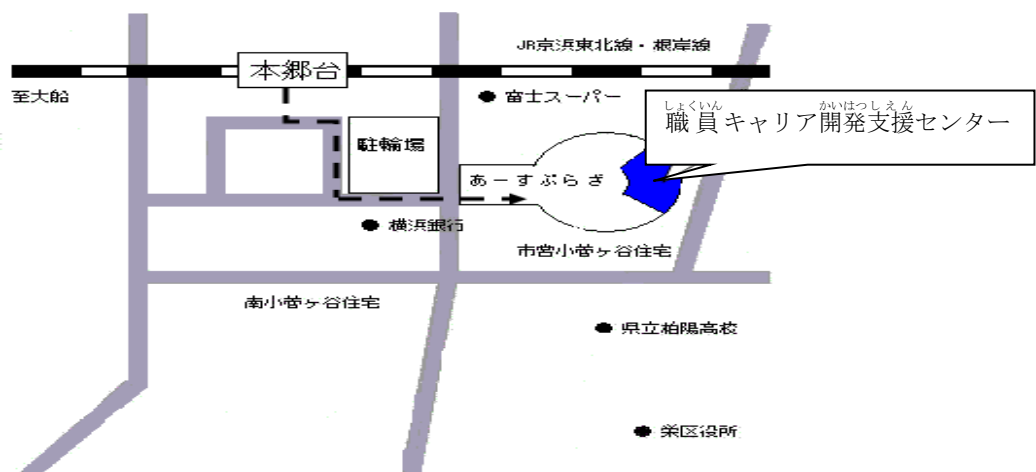 JR京浜東北線・根岸線
本郷台
至大船
富士スーパー
しょくいん かいはつしえん
職員キャリア開発支援センター
駐輪場
あーすぷらざ
横浜銀行
市営小菅ヶ谷住宅
南小菅ヶ谷住宅
県立柏陽高校
栄区役所